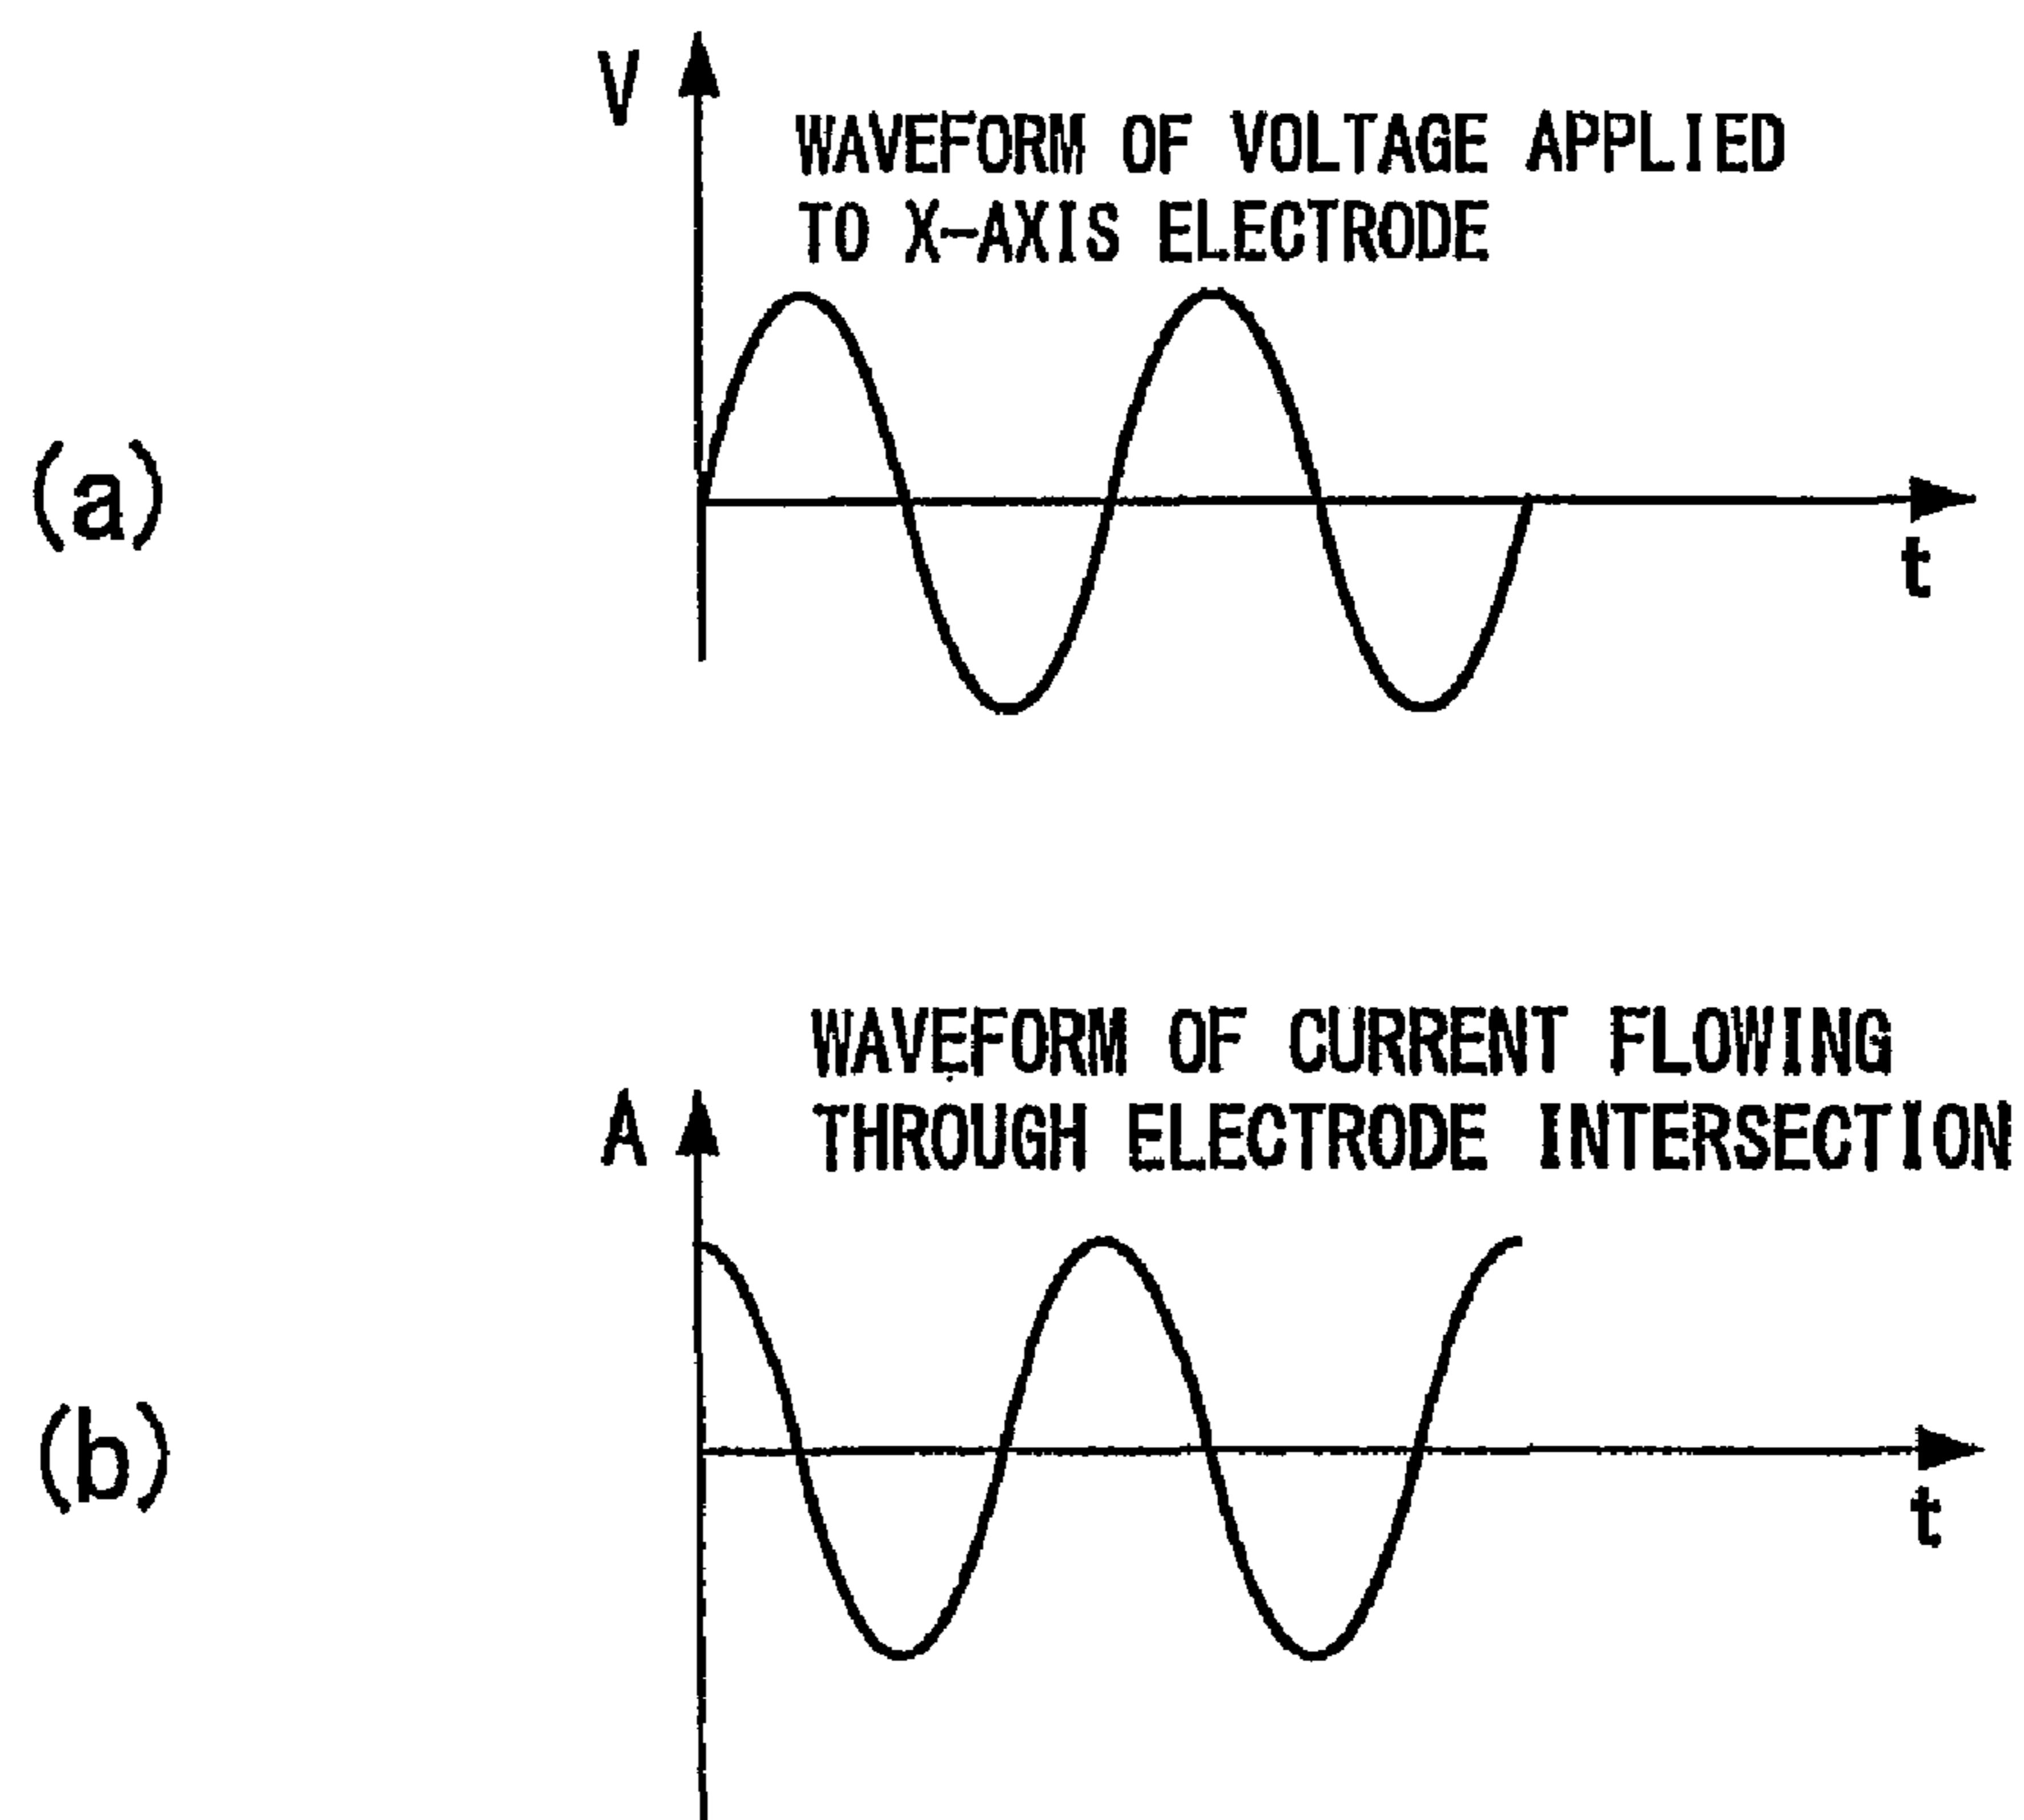 V
WAVEFORM OF VOLTAGE APPLIED
TO X-AXIS ELECTRODE
(a)
t
WAVEFORM OF CURRENT FLOWING
A
THROUGH ELECTRODE INTERSECTION
(b)
t